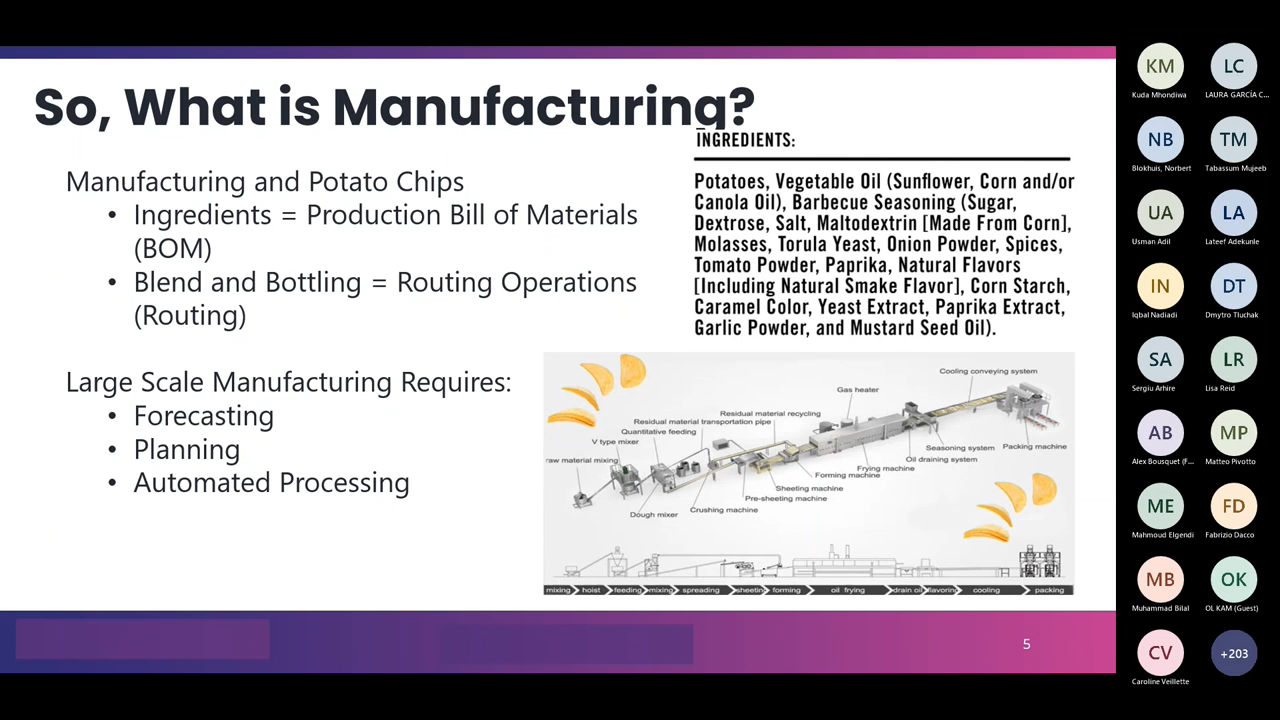 So, What is Manufacturing?
Manufacturing and Potato Chips
• Ingredients = Production Bill of Materials
(BOM)
• Blend and Bottling = Routing Operations
(Routing)
Large Scale Manufacturing Requires:
• Forecasting
• Planning
• Automated Processing
INGREDIENTS:
Potatoes, Vegetable Oil (Sunflower, Corn and/or
Canola Oil), Barbecue Seasoning (Sugar,
Dextrose, Salt, Maltodextrin [Made From Corn],
Molasses, Torula Yeast, Onion Powder, Spices,
Tomato Powder, Paprika, Natural Flavors
[Including Natural Smake Flavor], Corn Starch,
Caramel Color, Yeast Extract, Paprika Extract,
Garlic Powder, and Mustard Seed Oil).
Cooling conveying system
Gas heater
Residual material recycling
Residual material transportation pipe
Quantitative feeding
V type mixer
raw material mixing
Seasoning system
Packing machine
Oil draining system
Frying machine
Forming machine
Sheeting machine
Pre-sheeting machine
Crushing machine
Dough mixer
mixing hoist feeding mixing spreading sheeting forming oil frying drain oil flavoring cooling packing
5
KM
Kuda Mhondiwa
LC
LAURA GARCÍA C...
NB
Blokhuis, Norbert
TM
Tabassum Mujeeb
UA
Usman Adil
LA
Lateef Adekunle
IN
Iqbal Nadiadi
DT
Dmytro Tluchak
SA
Sergiu Arhire
LR
Lisa Reid
AB
Alex Bousquet (F...
MP
Matteo Pivotto
ME
Mahmoud Elgendi
FD
Fabrizio Dacco
MB
Muhammad Bilal
OK
OL KAM (Guest)
CV
Caroline Veillette
+203